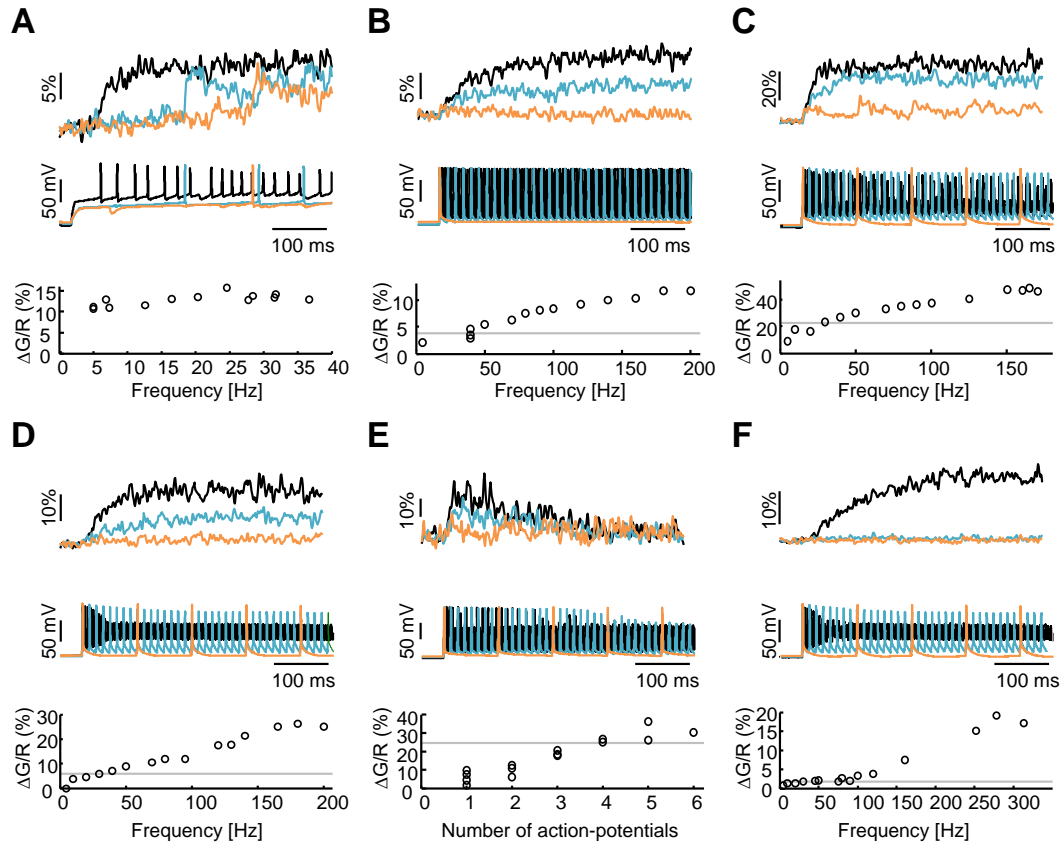 A B C
5% 5% 20%
50 mV 50 mV 50 mV
100 ms 100 ms 100 ms
ΔG/R (%) 15 10 5 0
0 5 10 15 20 25 30 35 40
Frequency [Hz]
ΔG/R (%) 10 5 0
0 50 100 150 200
Frequency [Hz]
ΔG/R (%) 40 20 0
0 50 100 150
Frequency [Hz]
D E F
10% 10% 10%
50 mV 50 mV 50 mV
100 ms 100 ms 100 ms
ΔG/R (%) 30 20 10 0
0 50 100 150 200
Frequency [Hz]
ΔG/R (%) 40 30 20 10 0
0 1 2 3 4 5 6
Number of action-potentials
ΔG/R (%) 20 15 10 5 0
0 50 100 150 200 250 300
Frequency [Hz]